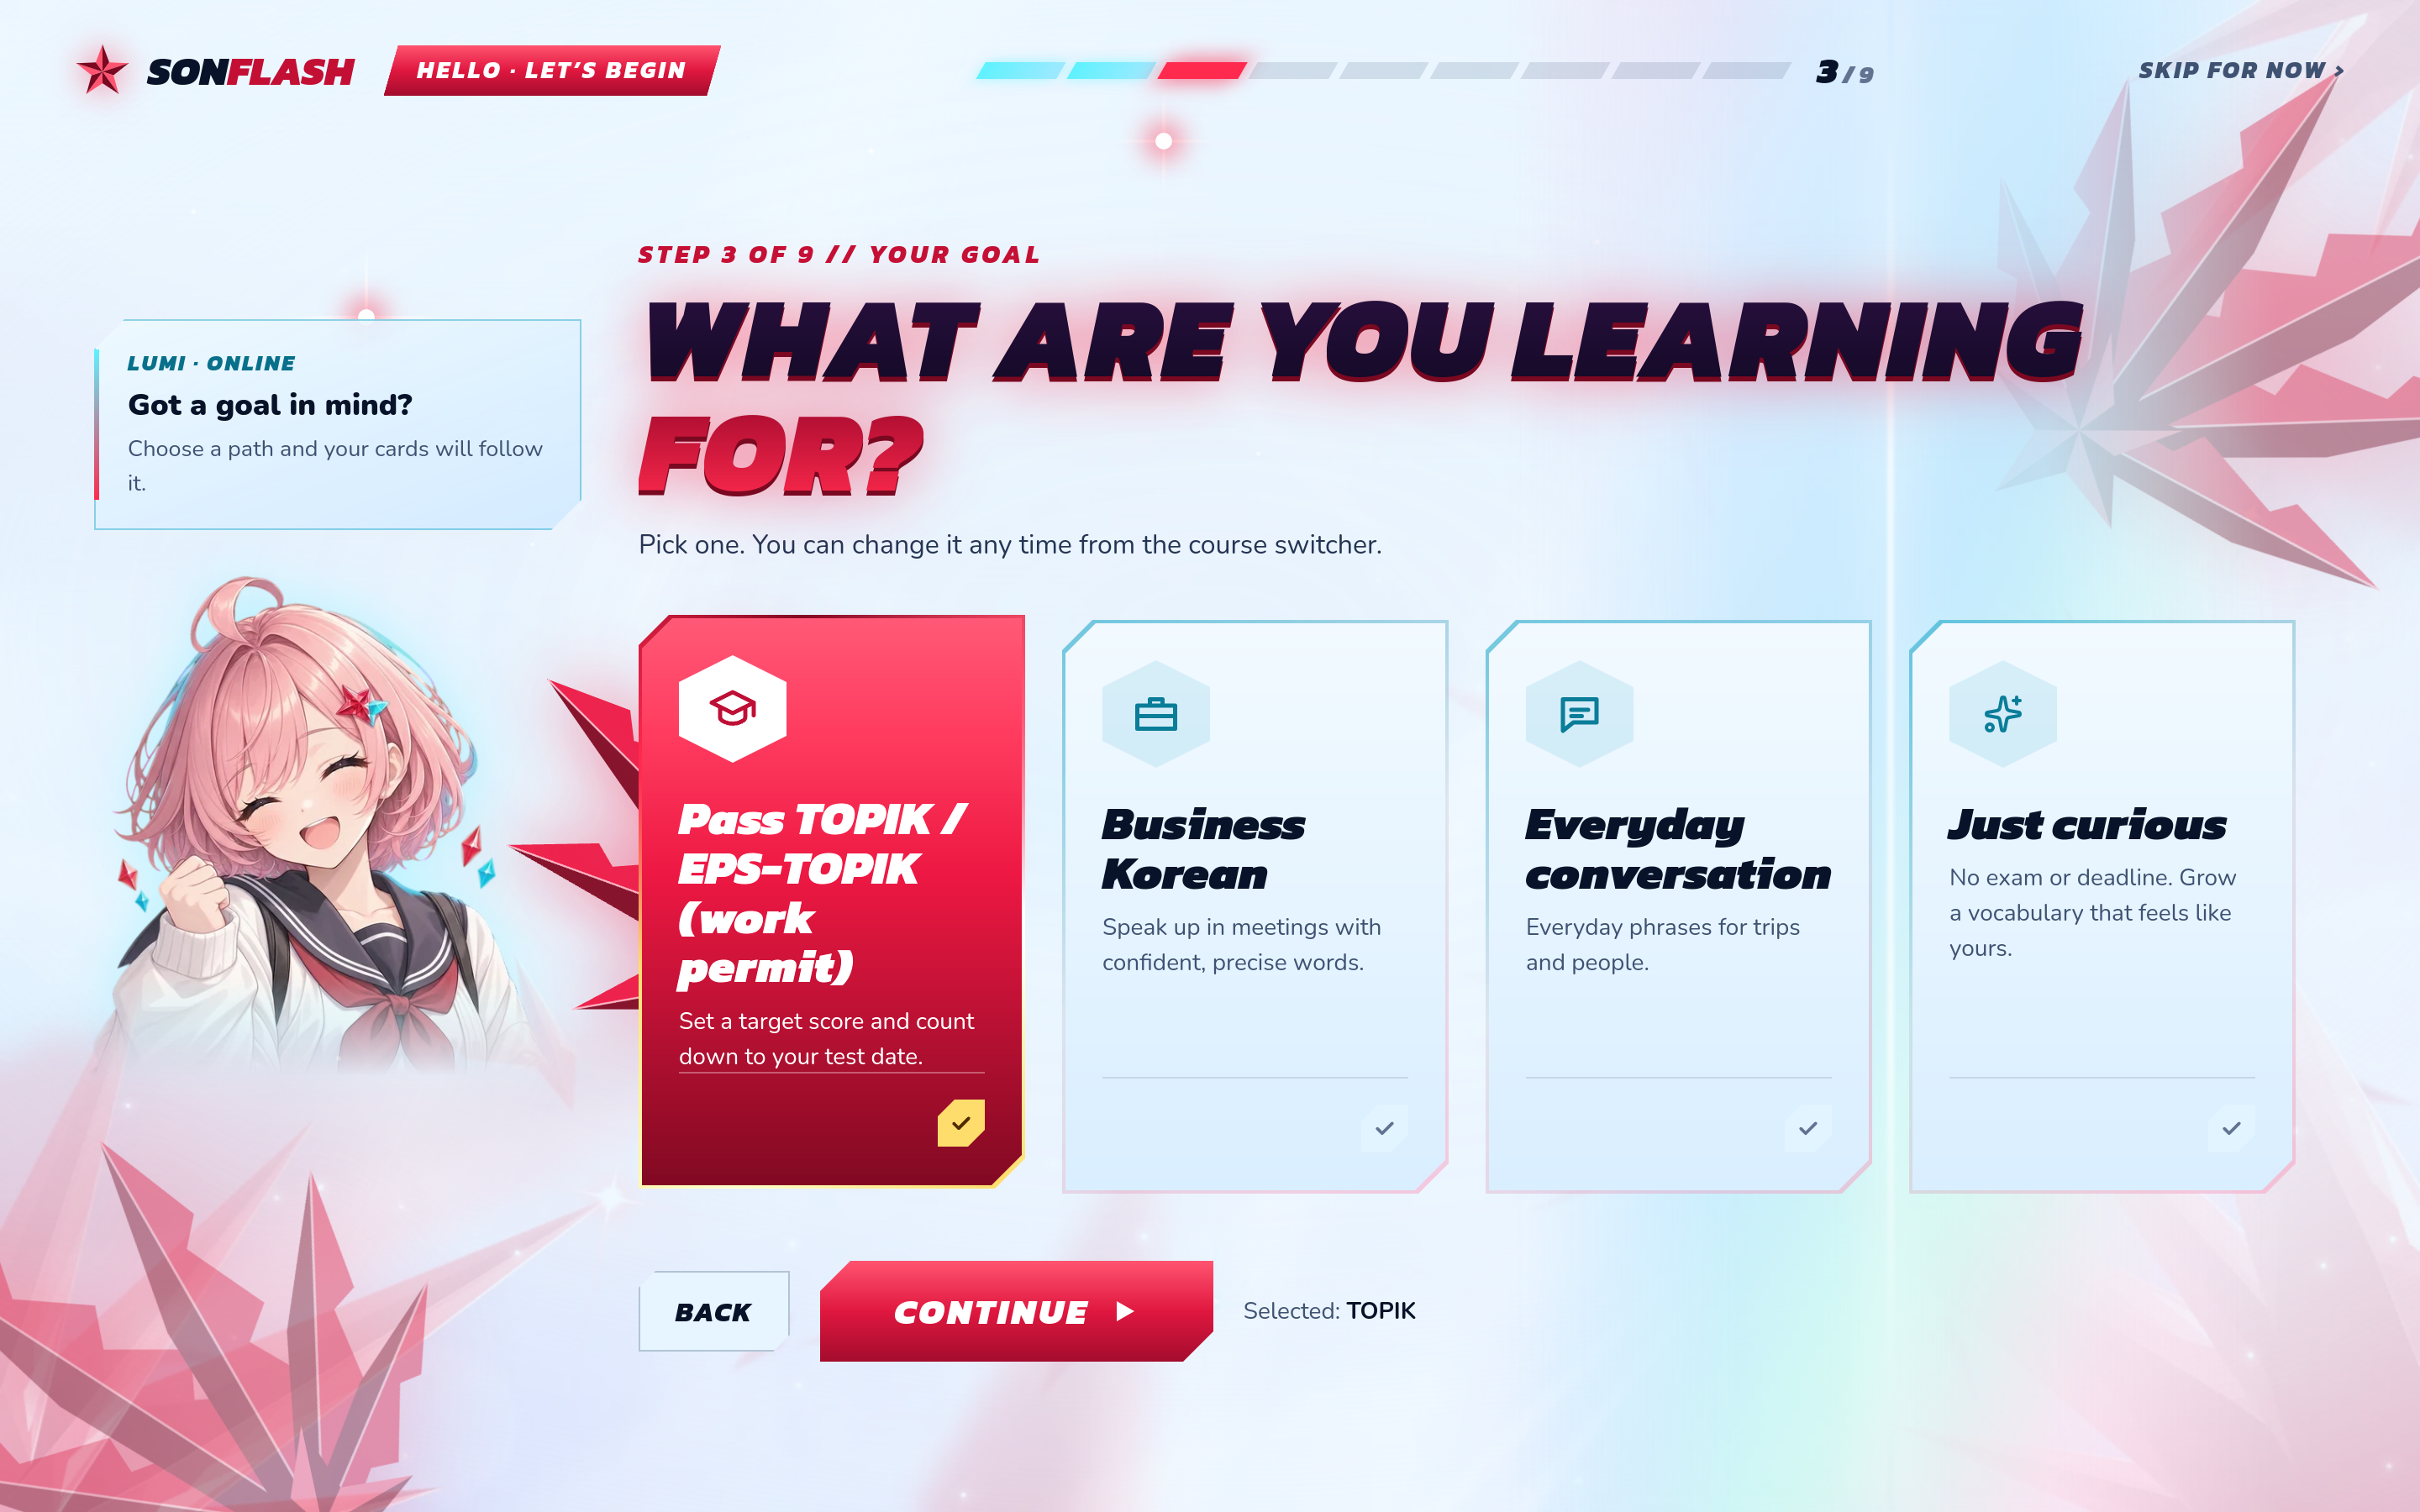 SONFLASH
HELLO · LET'S BEGIN
3 / 9
SKIP FOR NOW >
STEP 3 OF 9 // YOUR GOAL
WHAT ARE YOU LEARNING
FOR?
Pick one. You can change it any time from the course switcher.
LUMI · ONLINE
Got a goal in mind?
Choose a path and your cards will follow
it.
Pass TOPIK /
EPS-TOPIK
(work
permit)
Set a target score and count
down to your test date.
Business
Korean
Speak up in meetings with
confident, precise words.
Everyday
conversation
Everyday phrases for trips
and people.
Just curious
No exam or deadline. Grow
a vocabulary that feels like
yours.
BACK
CONTINUE
Selected: TOPIK